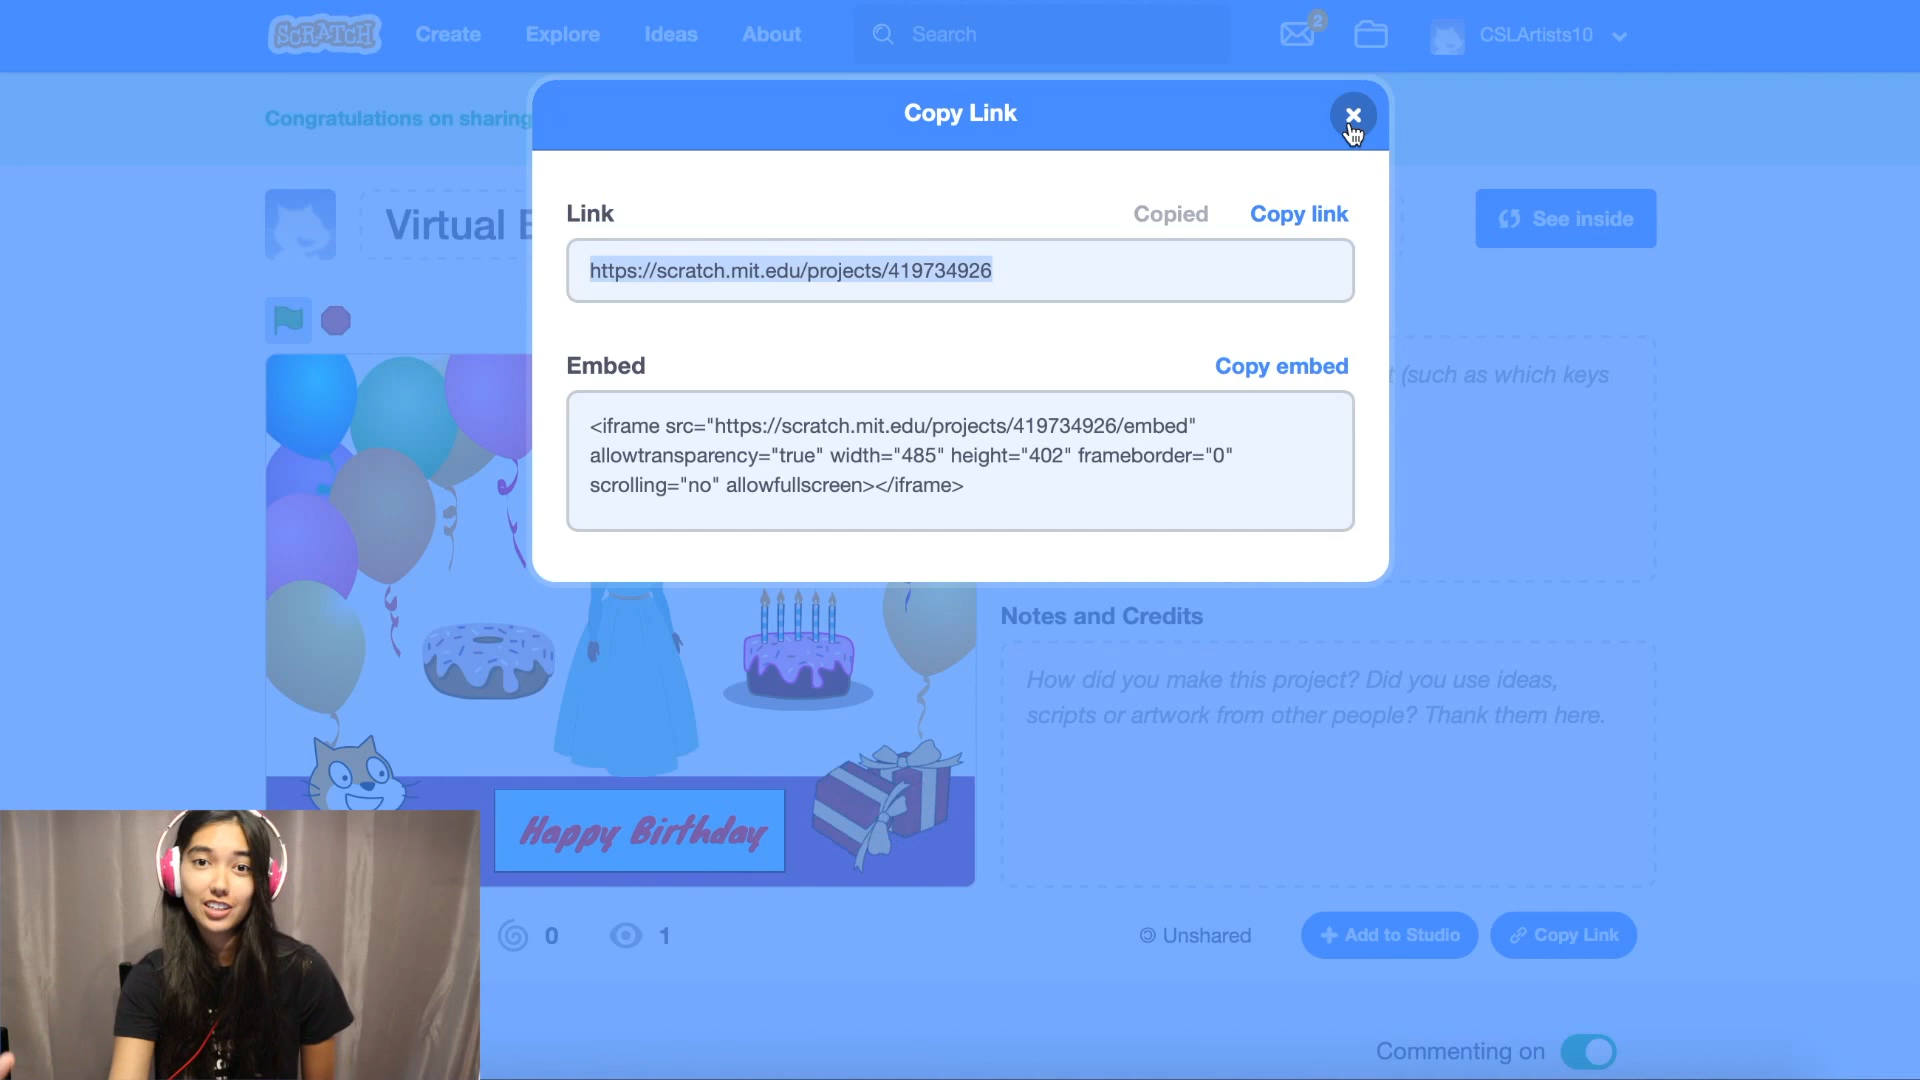 SCRATCH Create Explore Ideas About Search 2 CSLArtists10
Congratulations on sharing
Copy Link
Virtual
See inside
Link Copied Copy link
https://scratch.mit.edu/projects/419734926
Embed Copy embed
<iframe src="https://scratch.mit.edu/projects/419734926/embed"
allowtransparency="true" width="485" height="402" frameborder="0"
scrolling="no" allowfullscreen></iframe>
(such as which keys
Notes and Credits
How did you make this project? Did you use ideas,
scripts or artwork from other people? Thank them here.
Happy Birthday
0 1 Unshared Add to Studio Copy Link
Commenting on